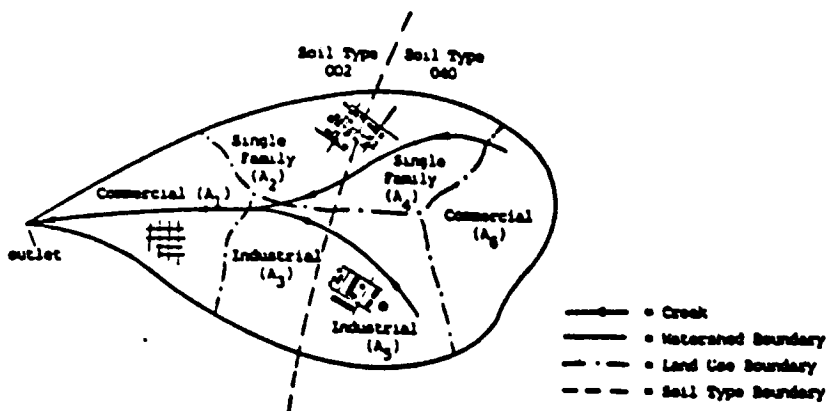 Soil Type
002
Soil Type
040
Single
Family
(A₂)
Single
Family
(A₄)
Commercial (A₁)
Commercial
(A₆)
outlet
Industrial
(A₃)
Industrial
(A₅)
= Creek
= Watershed Boundary
= Land Use Boundary
= Soil Type Boundary